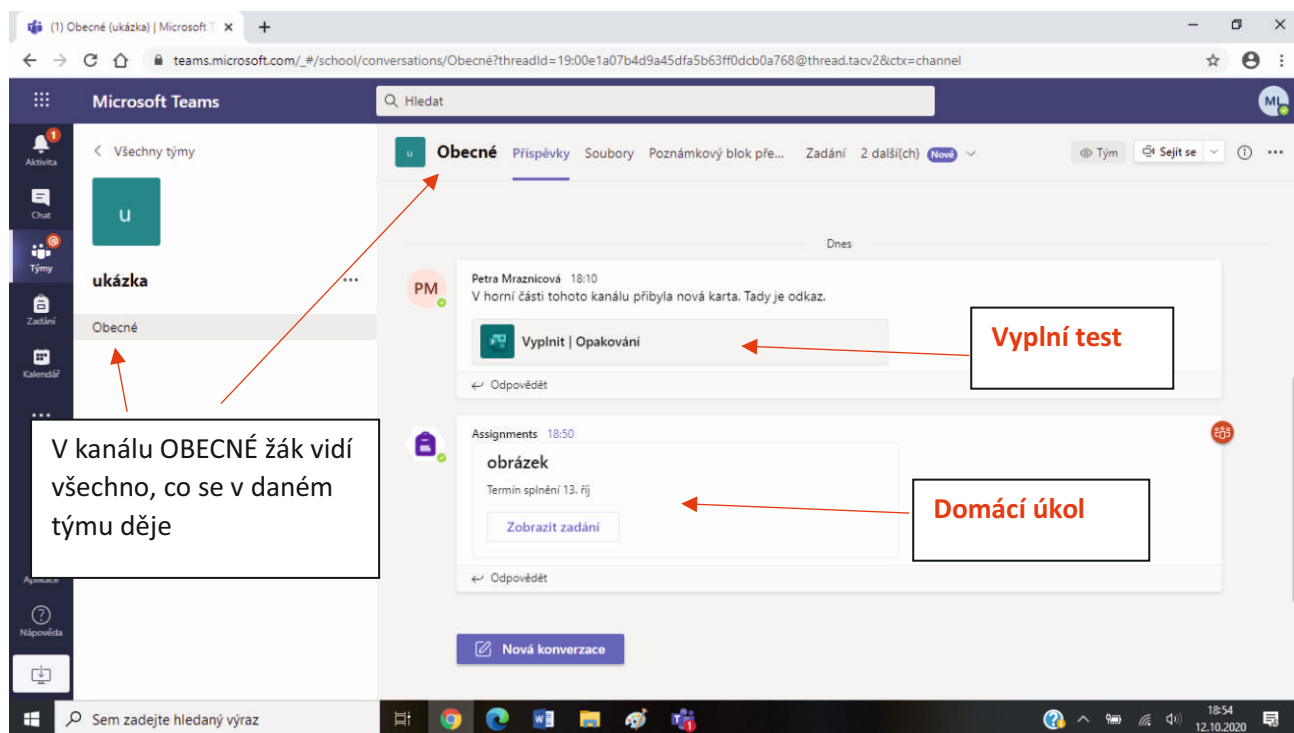 (1) Obecné (ukázka) | Microsoft T
teams.microsoft.com/_#/school/conversations/Obecné?threadId=19:00e1a07b4d9a45dfa5b63ff0dcb0a768@thread.tacv2&ctx=channel
Microsoft Teams
Hledat
ML
Aktivita
1
Chat
Týmy
Zadání
Kalendář
Aplikace
Nápověda
Všechny týmy
u
ukázka
Obecné
u
Obecné Příspěvky Soubory Poznámkový blok pře... Zadání 2 další(ch) Nové
Tým
Sejít se
Dnes
PM
Petra Mraznicová 18:10
V horní části tohoto kanálu přibyla nová karta. Tady je odkaz.
Vyplnit | Opakování
Odpovědět
Vyplní test
Assignments 18:50
obrázek
Termín splnění 13. říj
Zobrazit zadání
Odpovědět
Domácí úkol
V kanálu OBECNÉ žák vidí
všechno, co se v daném
týmu děje
Nová konverzace
Sem zadejte hledaný výraz
18:54
12.10.2020